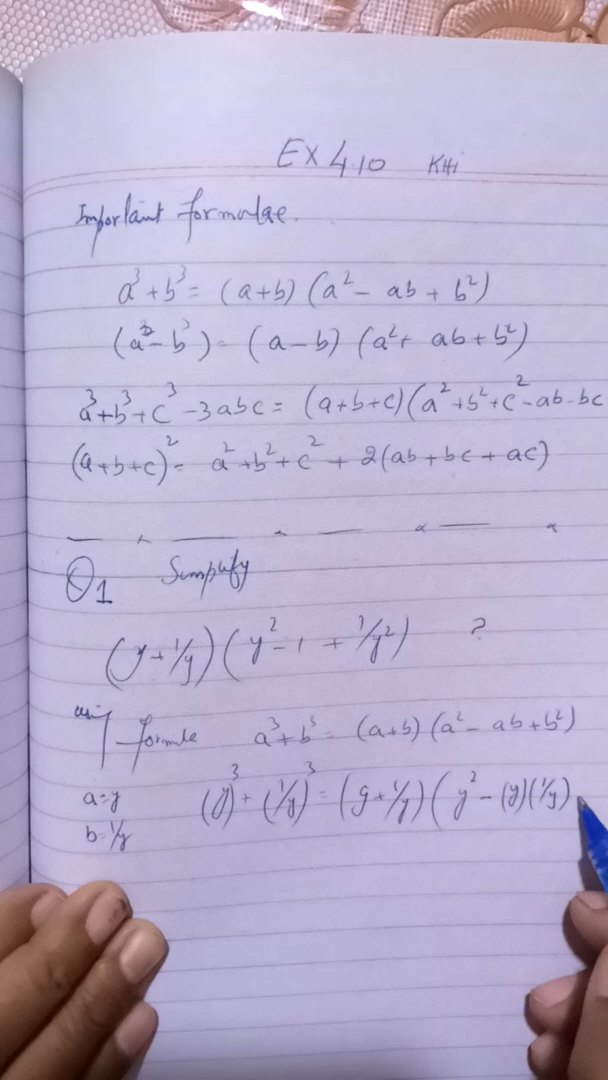 Ex 4.10 KHi
Important formulae.
a³ + b³ = (a+b) (a² - ab + b²)
(a³ - b³) = (a-b) (a² + ab + b²)
a³ + b³ + c³ - 3abc = (a+b+c) (a² + b² + c² - ab - bc
(a+b+c)² = a² + b² + c² + 2(ab + bc + ac)
Q1 Simplify
(y + 1/y) (y² - 1 + 1/y²) ?
using formule a³ + b³ = (a+b) (a² - ab + b²)
a = y (y)³ + (1/y)³ = (y + 1/y) (y² - (y)(1/y)
b = 1/y